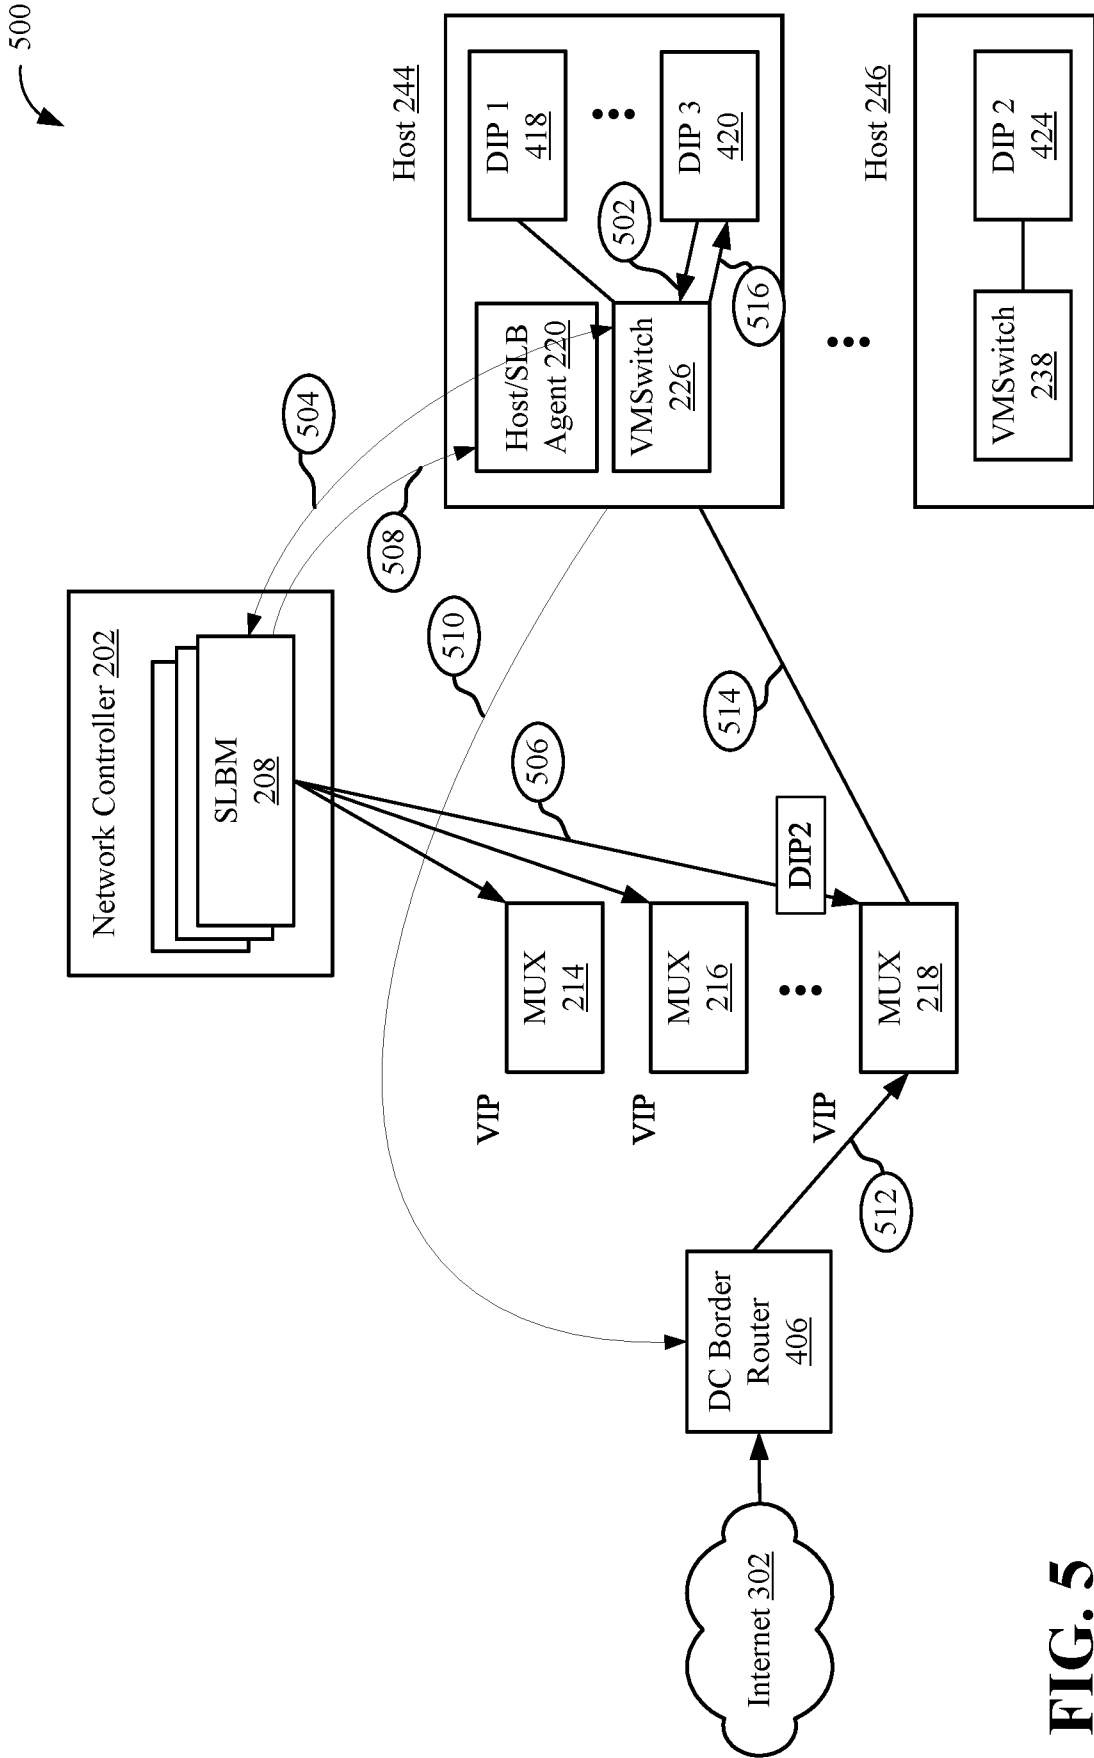 500
Network Controller 202
SLBM
208
504
508
Host 244
Host/SLB
Agent 220
VMSwitch
226
DIP 1
418
DIP 3
420
502
516
510
506
514
DIP2
VIP
MUX
214
VIP
MUX
216
VIP
MUX
218
512
DC Border
Router
406
Internet 302
Host 246
VMSwitch
238
DIP 2
424
FIG. 5